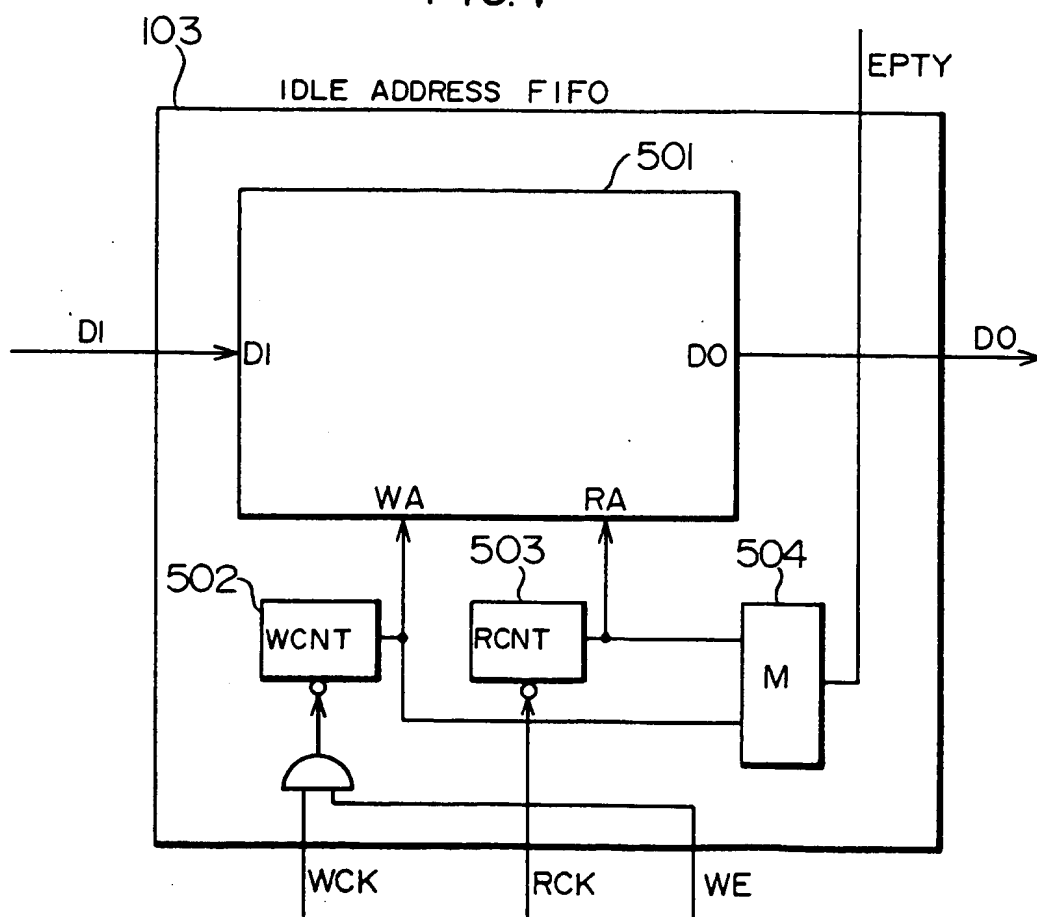 103
EPTY
IDLE ADDRESS FIFO
501
DI
DI
DO
DO
WA
RA
502
503
504
WCNT
RCNT
M
WCK
RCK
WE